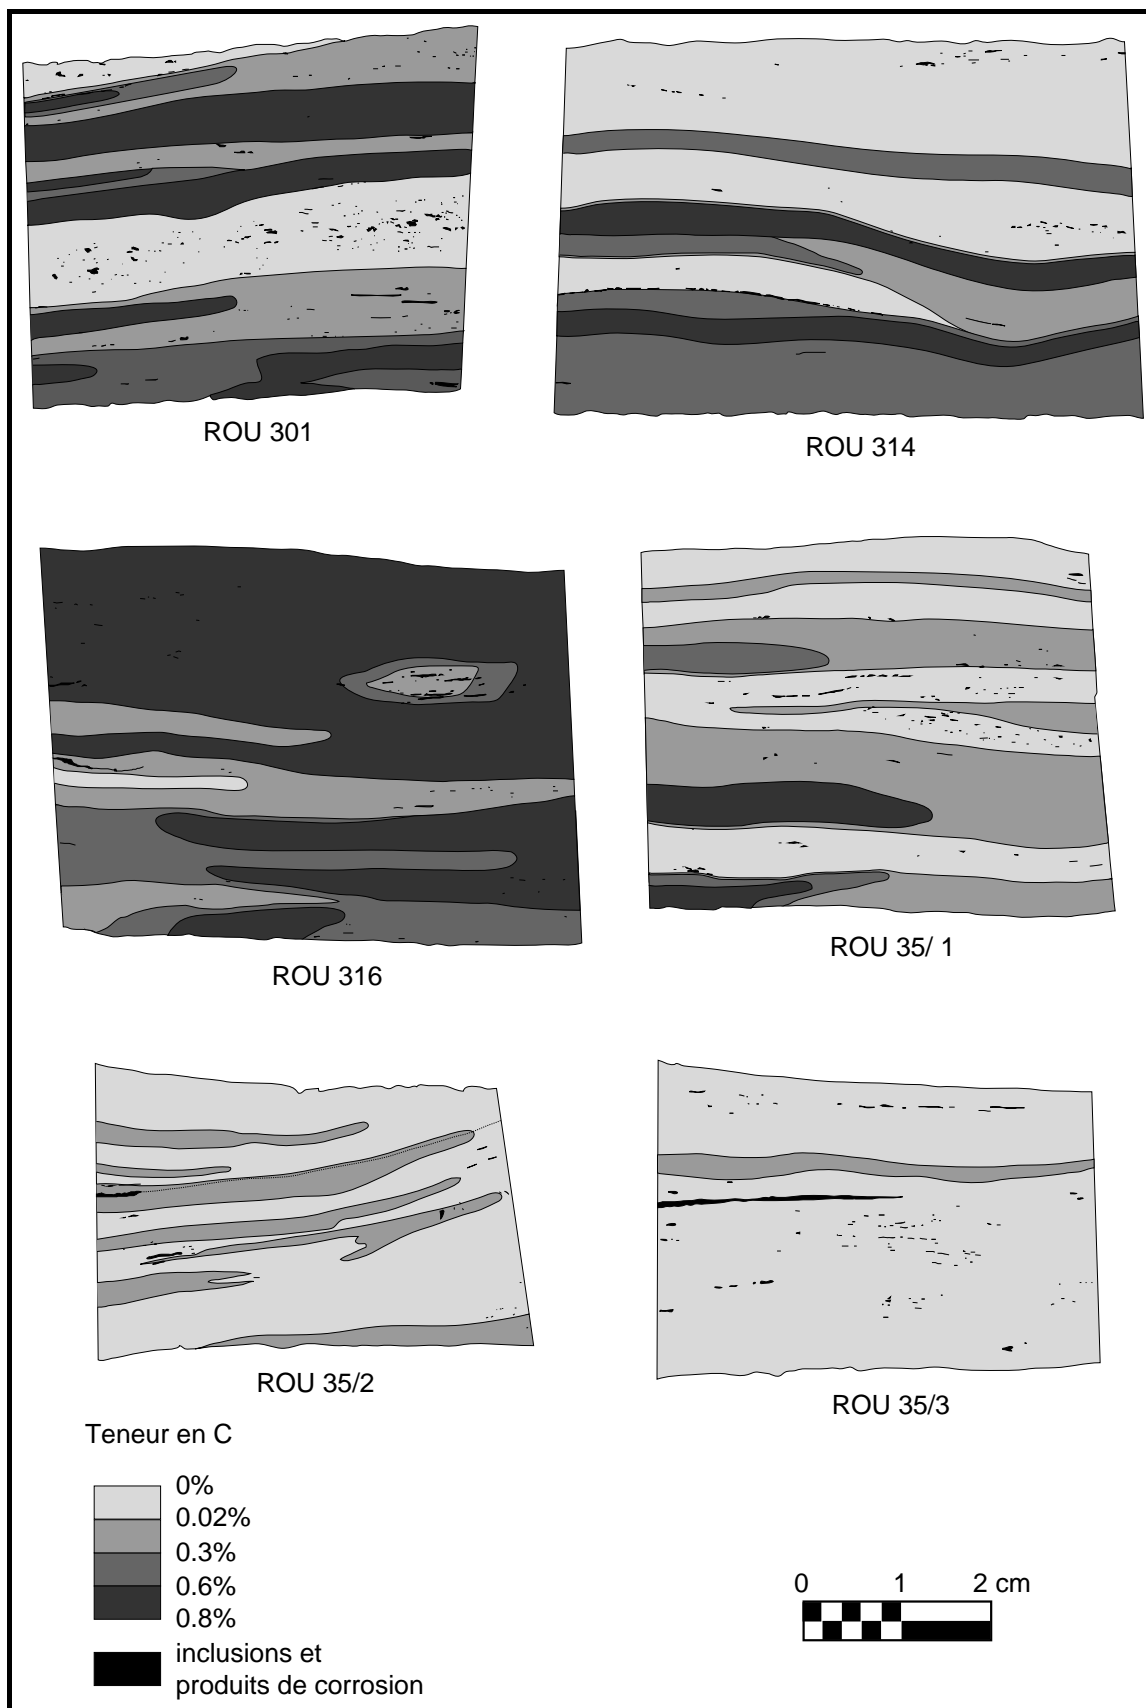 ROU 301
ROU 314
ROU 316
ROU 35/ 1
ROU 35/2
ROU 35/3
Teneur en C
0%
0.02%
0.3%
0.6%
0.8%
inclusions et
produits de corrosion
0 1 2 cm